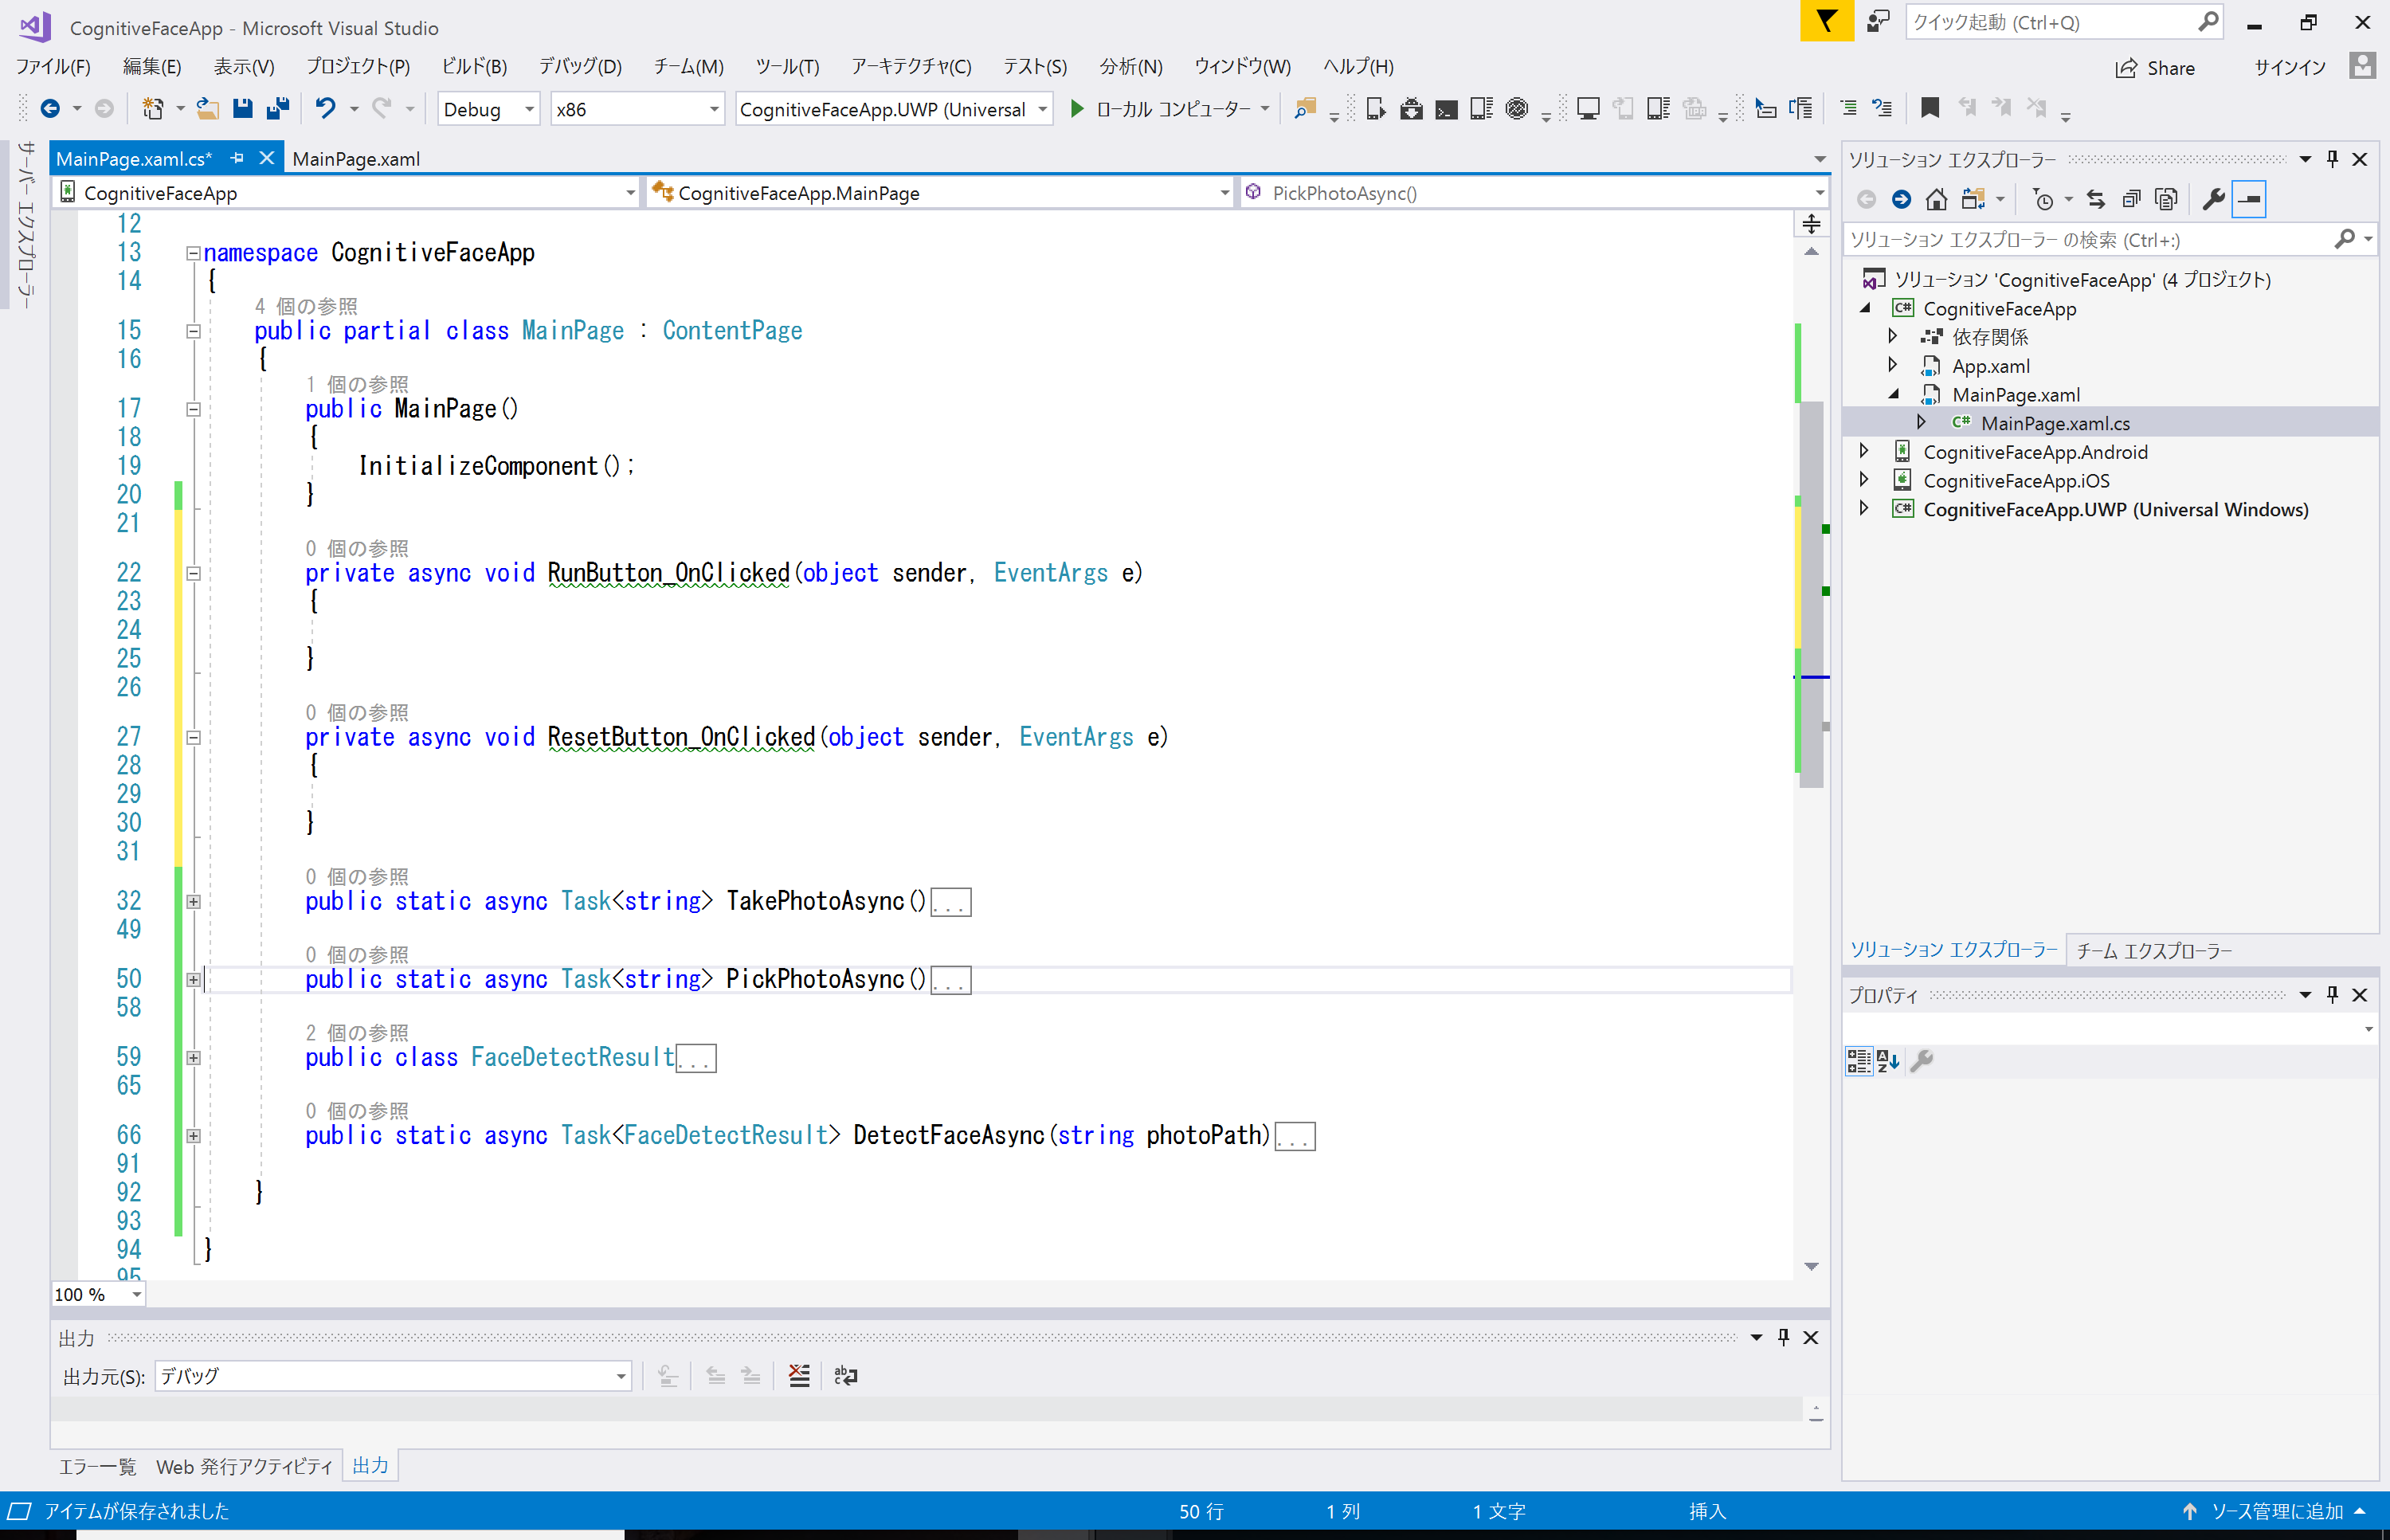 CognitiveFaceApp - Microsoft Visual Studio
クイック起動 (Ctrl+Q)
ファイル(F) 編集(E) 表示(V) プロジェクト(P) ビルド(B) デバッグ(D) チーム(M) ツール(T) アーキテクチャ(C) テスト(S) 分析(N) ウィンドウ(W) ヘルプ(H)
Share サインイン
Debug x86 CognitiveFaceApp.UWP (Universal ローカル コンピューター
サーバー エクスプローラー
MainPage.xaml.cs* MainPage.xaml
CognitiveFaceApp CognitiveFaceApp.MainPage PickPhotoAsync()
12
13 namespace CognitiveFaceApp
14 {
4 個の参照
15 public partial class MainPage : ContentPage
16 {
1 個の参照
17 public MainPage()
18 {
19 InitializeComponent();
20 }
21
0 個の参照
22 private async void RunButton_OnClicked(object sender, EventArgs e)
23 {
24
25 }
26
0 個の参照
27 private async void ResetButton_OnClicked(object sender, EventArgs e)
28 {
29
30 }
31
0 個の参照
32 public static async Task<string> TakePhotoAsync()...
49
0 個の参照
50 public static async Task<string> PickPhotoAsync()...
58
2 個の参照
59 public class FaceDetectResult...
65
0 個の参照
66 public static async Task<FaceDetectResult> DetectFaceAsync(string photoPath)...
91
92 }
93
94 }
95
100 %
出力
出力元(S): デバッグ
エラー一覧 Web 発行アクティビティ 出力
ソリューション エクスプローラー
ソリューション エクスプローラー の検索 (Ctrl+:)
ソリューション 'CognitiveFaceApp' (4 プロジェクト)
C# CognitiveFaceApp
依存関係
App.xaml
MainPage.xaml
C# MainPage.xaml.cs
CognitiveFaceApp.Android
CognitiveFaceApp.iOS
C# CognitiveFaceApp.UWP (Universal Windows)
ソリューション エクスプローラー チーム エクスプローラー
プロパティ
アイテムが保存されました 50 行 1 列 1 文字 挿入 ソース管理に追加